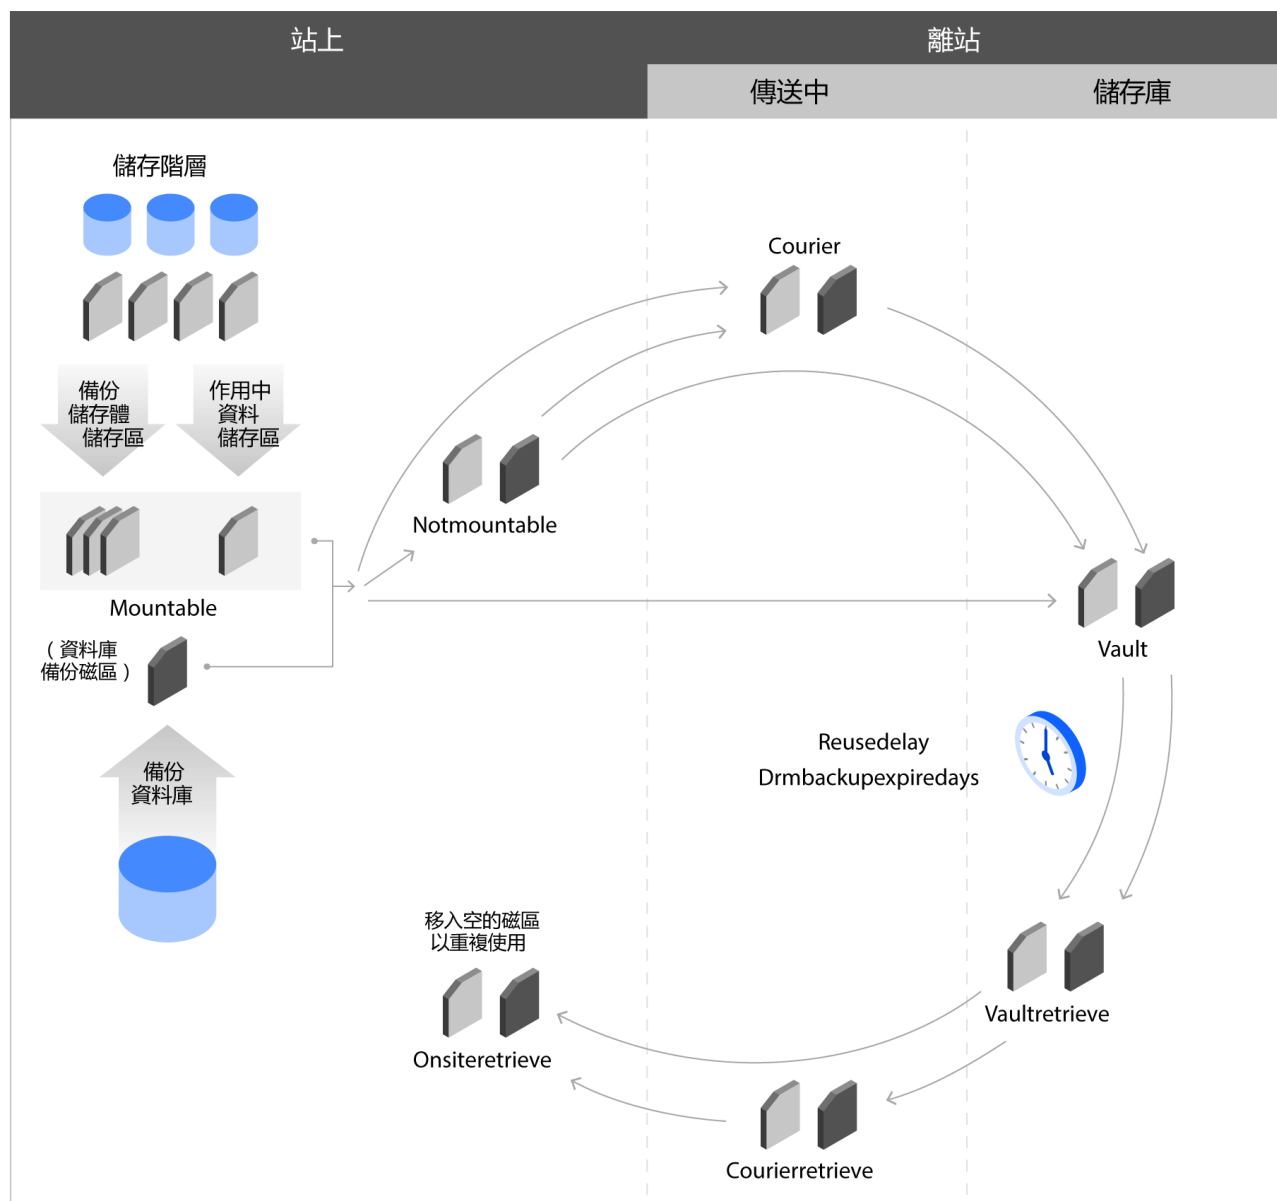 站上
離站
傳送中
儲存庫
儲存階層
備份
儲存體
儲存區
作用中
資料
儲存區
Mountable
（資料庫
備份磁區）
備份
資料庫
Notmountable
Courier
Vault
Reusedelay
Drmbackupexpiredays
Vaultretrieve
Courierretrieve
移入空的磁區
以重複使用
Onsiteretrieve